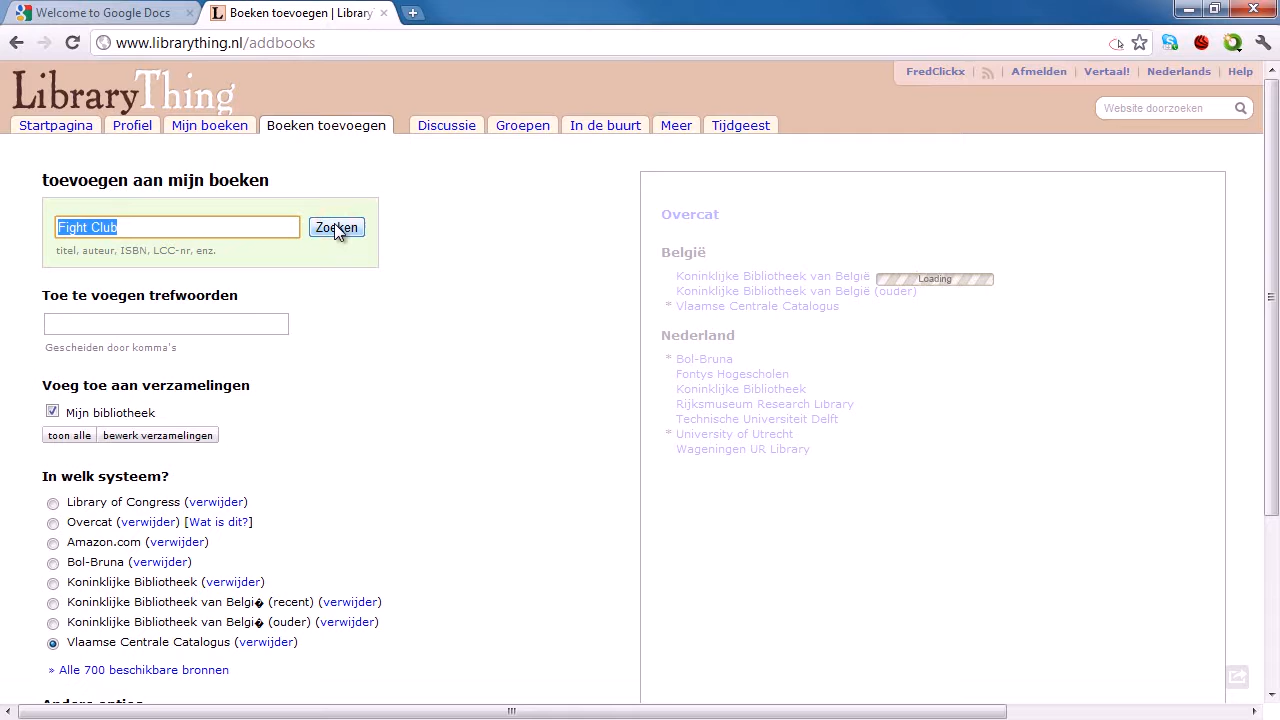 Welcome to Google Docs
Boeken toevoegen | Library
www.librarything.nl/addbooks
FredClickx
Afmelden
Vertaal!
Nederlands
Help
LibraryThing
Website doorzoeken
Startpagina
Profiel
Mijn boeken
Boeken toevoegen
Discussie
Groepen
In de buurt
Meer
Tijdgeest
toevoegen aan mijn boeken
Fight Club
Zoeken
titel, auteur, ISBN, LCC-nr, enz.
Toe te voegen trefwoorden
Gescheiden door komma's
Voeg toe aan verzamelingen
Mijn bibliotheek
toon alle
bewerk verzamelingen
In welk systeem?
Library of Congress (verwijder)
Overcat (verwijder) [Wat is dit?]
Amazon.com (verwijder)
Bol-Bruna (verwijder)
Koninklijke Bibliotheek (verwijder)
Koninklijke Bibliotheek van Belgi� (recent) (verwijder)
Koninklijke Bibliotheek van Belgi� (ouder) (verwijder)
Vlaamse Centrale Catalogus (verwijder)
» Alle 700 beschikbare bronnen
Andere option
Overcat
België
Koninklijke Bibliotheek van België
Loading
Koninklijke Bibliotheek van België (ouder)
* Vlaamse Centrale Catalogus
Nederland
* Bol-Bruna
Fontys Hogescholen
Koninklijke Bibliotheek
Rijksmuseum Research Library
Technische Universiteit Delft
* University of Utrecht
Wageningen UR Library